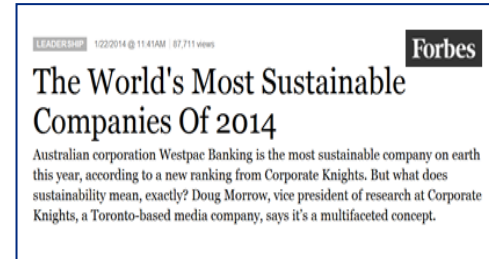 LEADERSHIP 1/22/2014 @ 11:41AM | 87,711 views
Forbes
The World's Most Sustainable
Companies Of 2014
Australian corporation Westpac Banking is the most sustainable company on earth
this year, according to a new ranking from Corporate Knights. But what does
sustainability mean, exactly? Doug Morrow, vice president of research at Corporate
Knights, a Toronto-based media company, says it's a multifaceted concept.